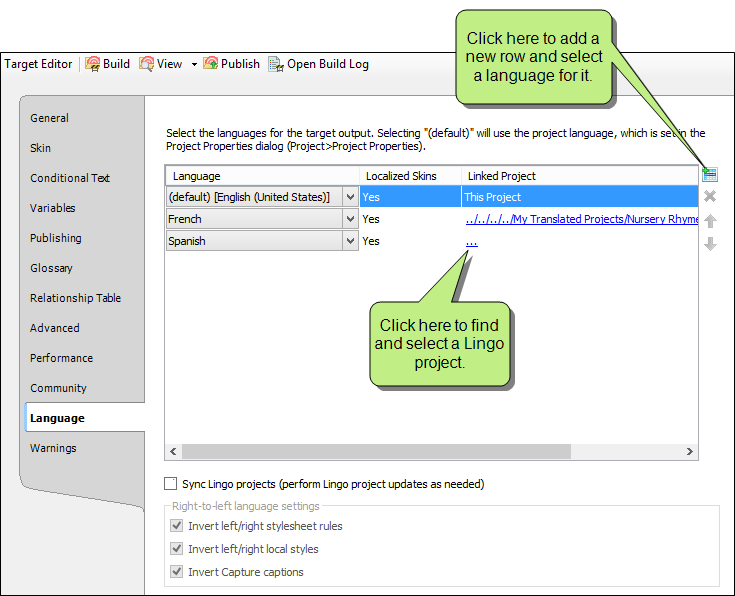 Click here to add a
new row and select
a language for it.
Target Editor Build View Publish Open Build Log
General
Skin
Conditional Text
Variables
Publishing
Glossary
Relationship Table
Advanced
Performance
Community
Language
Warnings
Select the languages for the target output. Selecting "(default)" will use the project language, which is set in the
Project Properties dialog (Project>Project Properties).
Language Localized Skins Linked Project
(default) [English (United States)] Yes This Project
French Yes ../../../../My Translated Projects/Nursery Rhyme
Spanish Yes ...
Click here to find
and select a Lingo
project.
Sync Lingo projects (perform Lingo project updates as needed)
Right-to-left language settings
Invert left/right stylesheet rules
Invert left/right local styles
Invert Capture captions